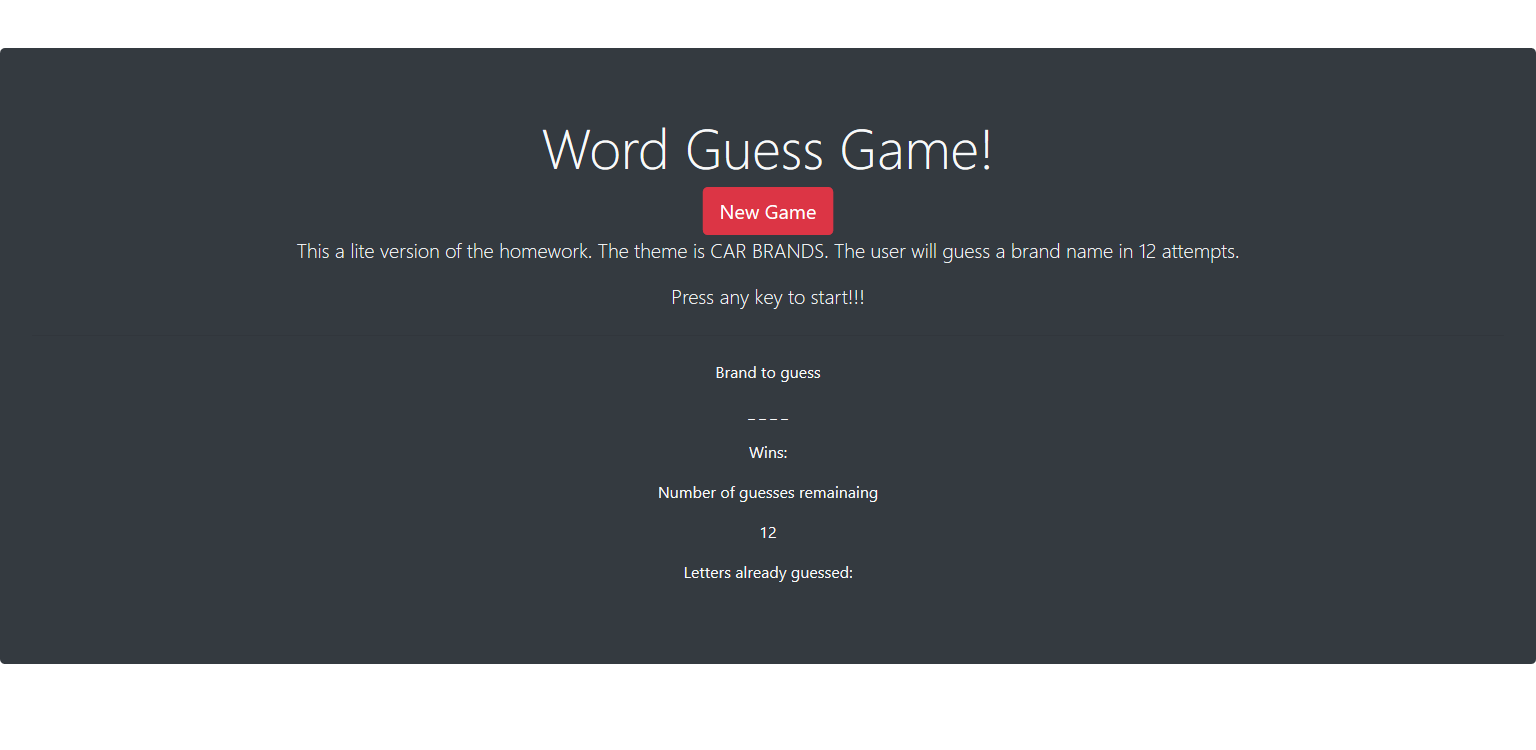 Word Guess Game!
New Game
This a lite version of the homework. The theme is CAR BRANDS. The user will guess a brand name in 12 attempts.
Press any key to start!!!
Brand to guess
_ _ _ _
Wins:
Number of guesses remainaing
12
Letters already guessed: